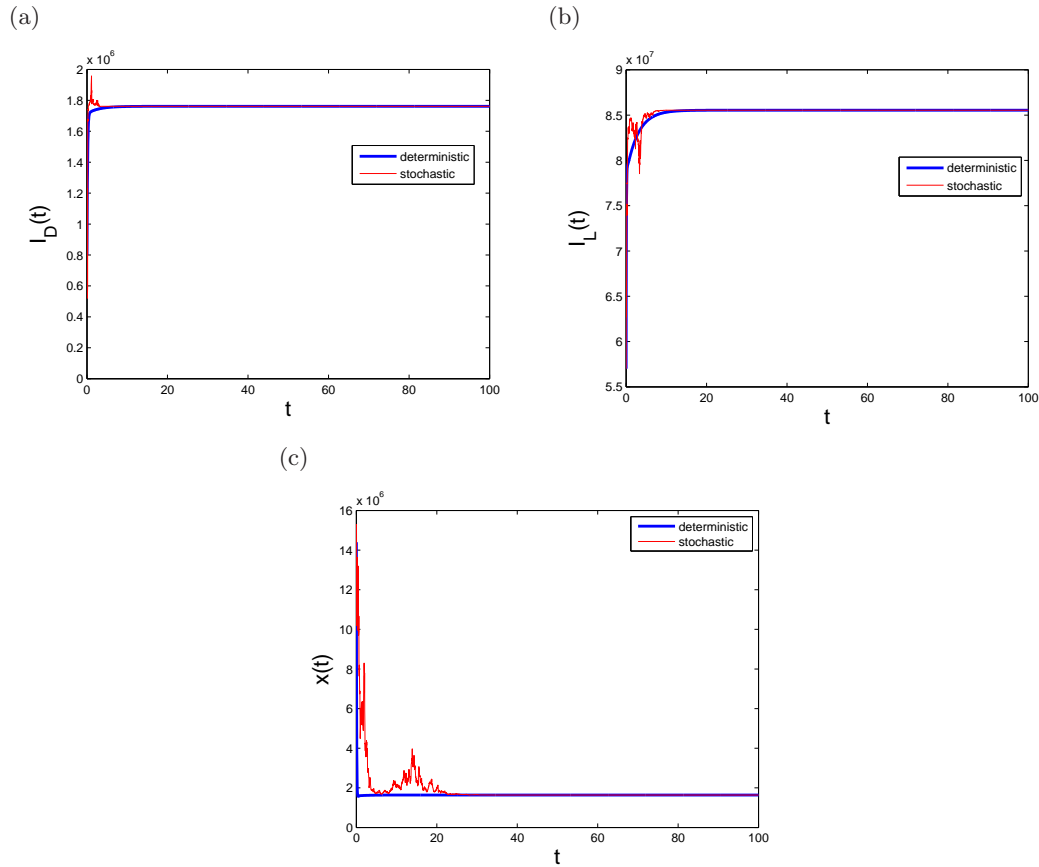 (a)
x 10^6
2
1.8
1.6
1.4
1.2
1
0.8
0.6
0.4
0.2
0
0 20 40 60 80 100
I_D(t)
t
deterministic
stochastic
(b)
x 10^7
9
8.5
8
7.5
7
6.5
6
5.5
0 20 40 60 80 100
I_L(t)
t
deterministic
stochastic
(c)
x 10^6
16
14
12
10
8
6
4
2
0
0 20 40 60 80 100
x(t)
t
deterministic
stochastic